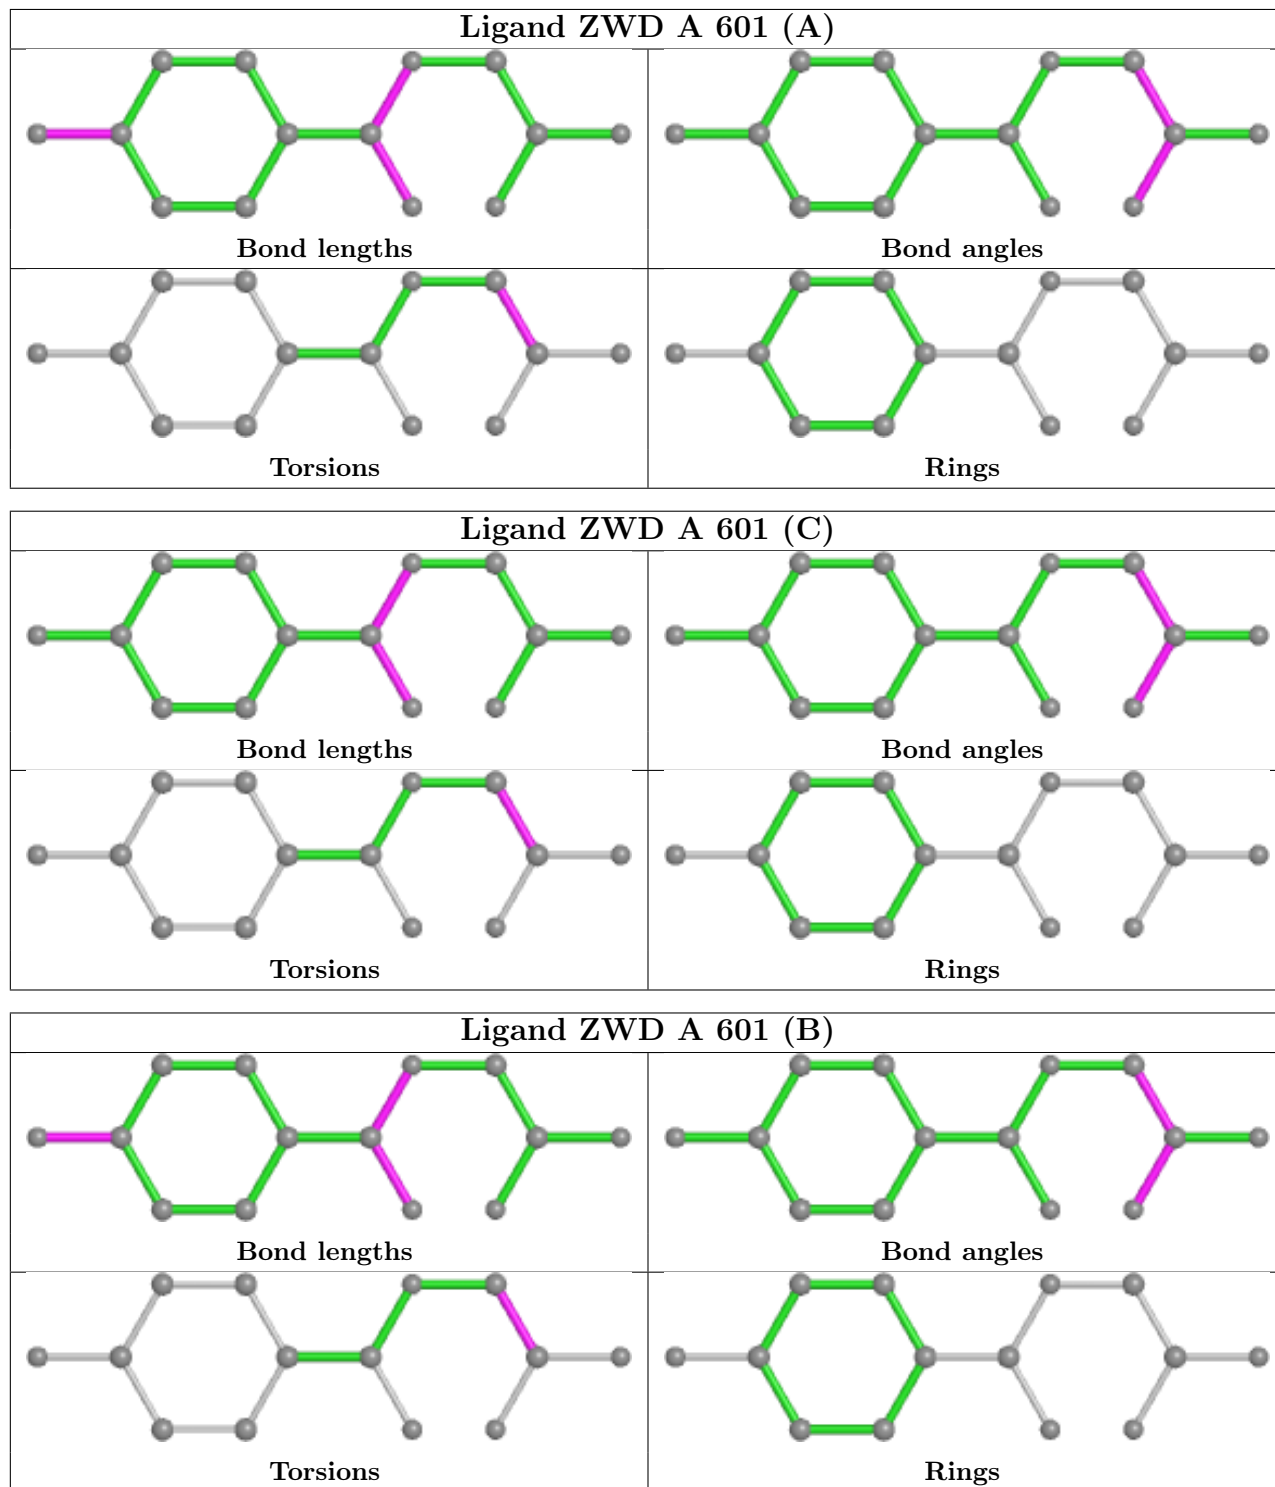 Ligand ZWD A 601 (A)
Bond lengths
Bond angles
Torsions
Rings
Ligand ZWD A 601 (C)
Bond lengths
Bond angles
Torsions
Rings
Ligand ZWD A 601 (B)
Bond lengths
Bond angles
Torsions
Rings